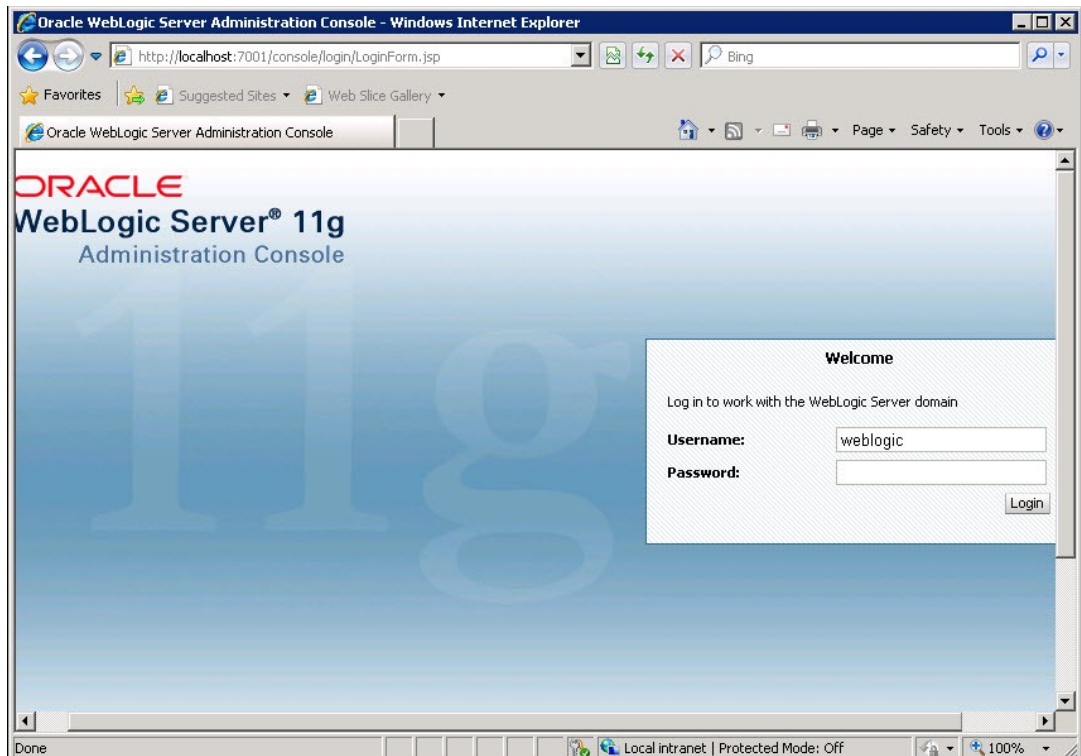 Oracle WebLogic Server Administration Console - Windows Internet Explorer
http://localhost:7001/console/login/LoginForm.jsp
Bing
Favorites
Suggested Sites
Web Slice Gallery
Oracle WebLogic Server Administration Console
Page
Safety
Tools
ORACLE
WebLogic Server® 11g
Administration Console
11g
Welcome
Log in to work with the WebLogic Server domain
Username:
weblogic
Password:
Login
Done
Local intranet | Protected Mode: Off
100%